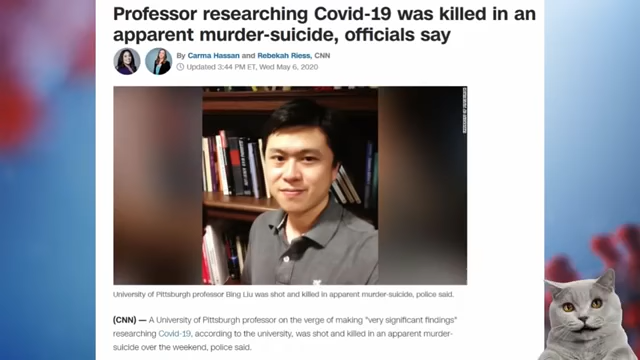 Professor researching Covid-19 was killed in an
apparent murder-suicide, officials say
By Carma Hassan and Rebekah Riess, CNN
Updated 3:44 PM ET, Wed May 6, 2020
University of Pittsburgh professor Bing Liu was shot and killed in apparent murder-suicide, police said.
(CNN) — A University of Pittsburgh professor on the verge of making "very significant findings"
researching Covid-19, according to the university, was shot and killed in an apparent murder-
suicide over the weekend, police said.